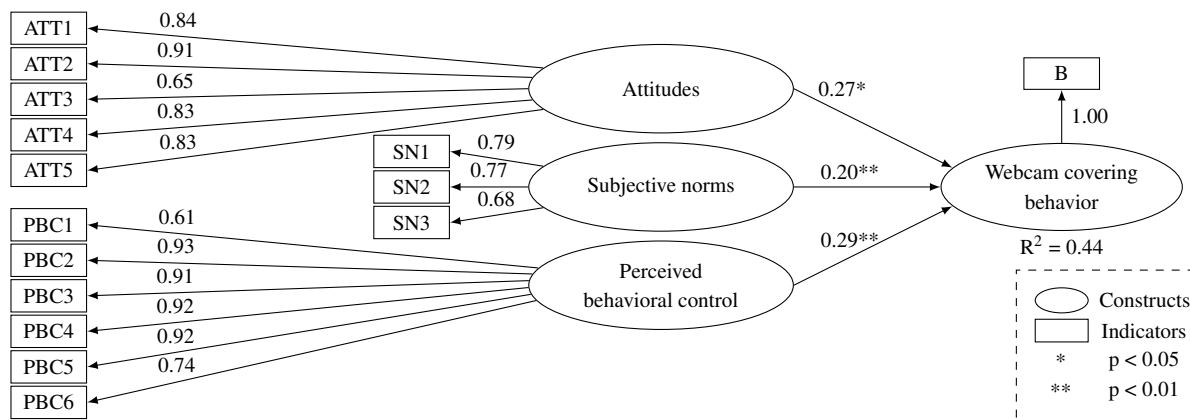 ATT1
0.84
ATT2
0.91
ATT3
0.65
ATT4
0.83
ATT5
0.83
Attitudes
0.27*
B
1.00
SN1
0.79
SN2
0.77
SN3
0.68
Subjective norms
0.20**
Webcam covering
behavior
R² = 0.44
PBC1
0.61
PBC2
0.93
PBC3
0.91
PBC4
0.92
PBC5
0.92
PBC6
0.74
Perceived
behavioral control
0.29**
Constructs
Indicators
* p < 0.05
** p < 0.01